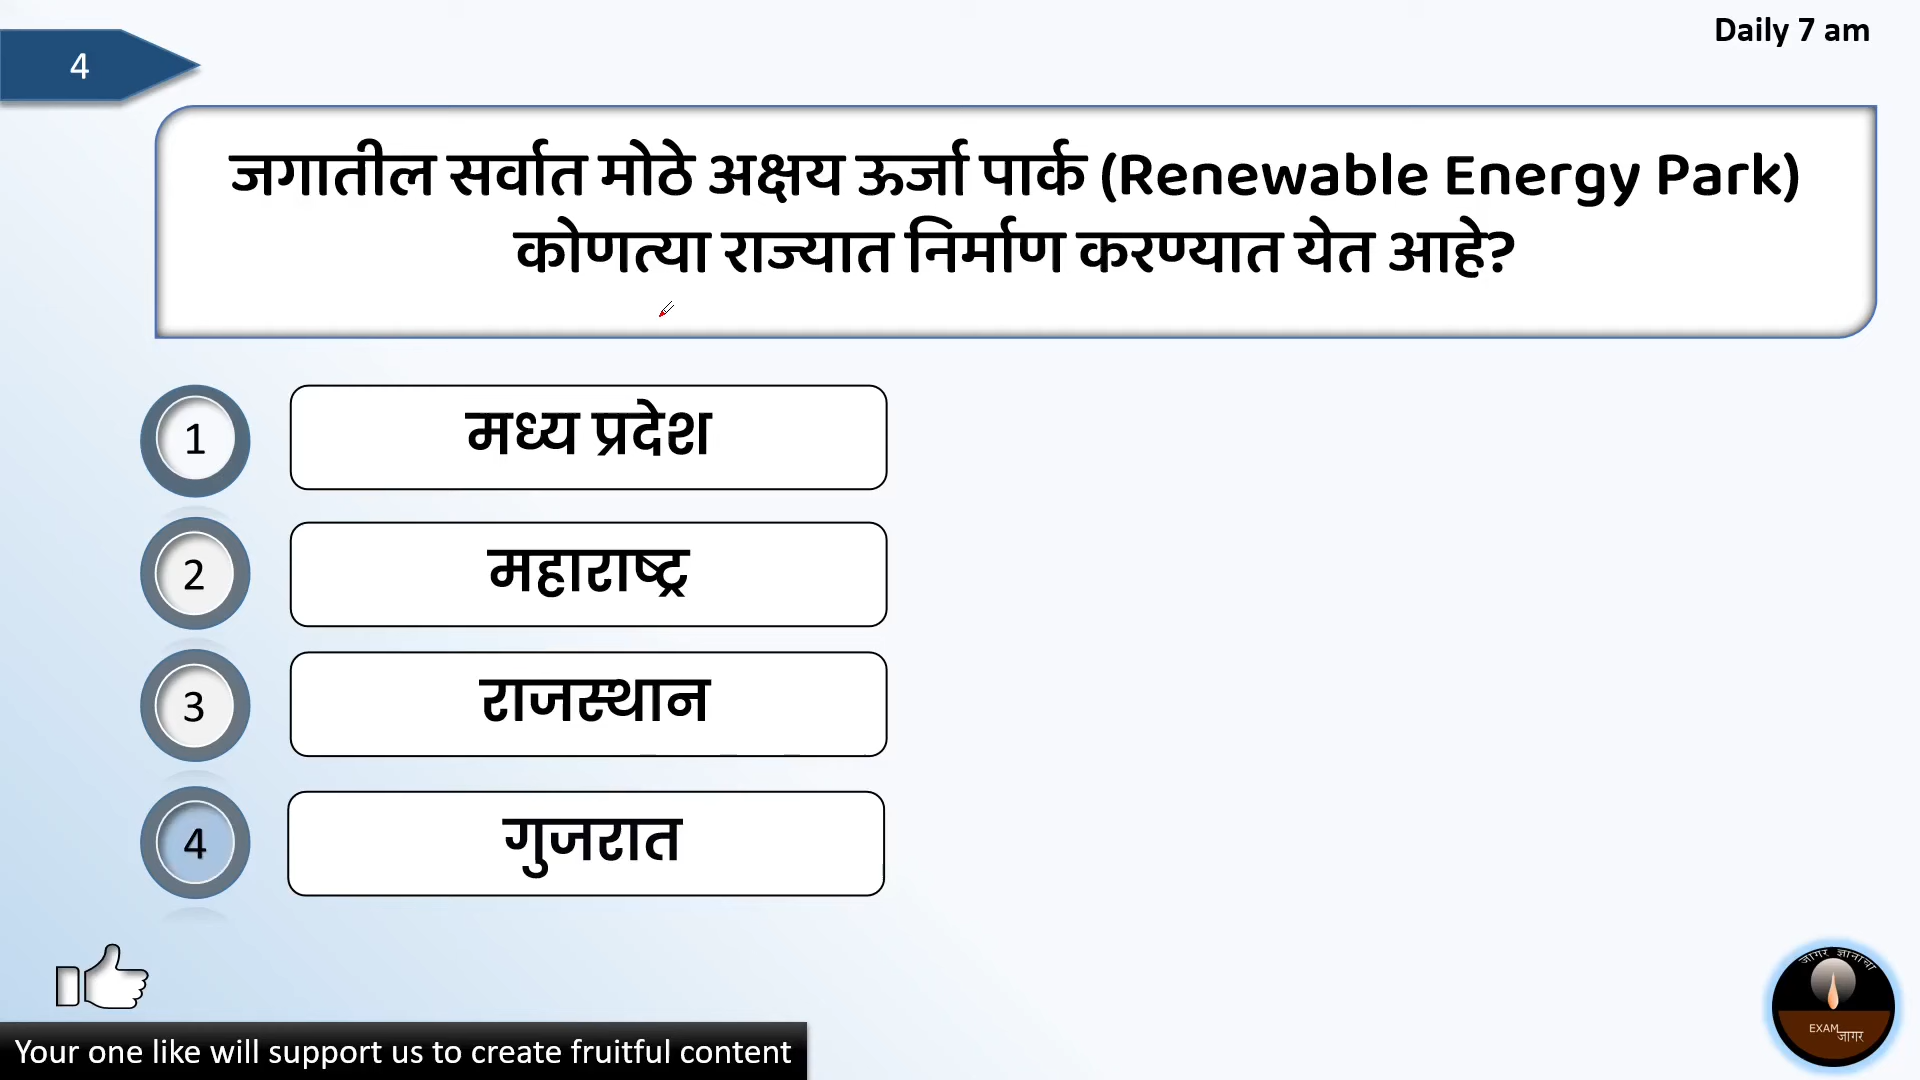 Daily 7 am
4
जगातील सर्वात मोठे अक्षय ऊर्जा पार्क (Renewable Energy Park)
कोणत्या राज्यात निर्माण करण्यात येत आहे?
1
मध्य प्रदेश
2
महाराष्ट्र
3
राजस्थान
4
गुजरात
जागर ज्ञानाचा
EXAM
जागर
Your one like will support us to create fruitful content